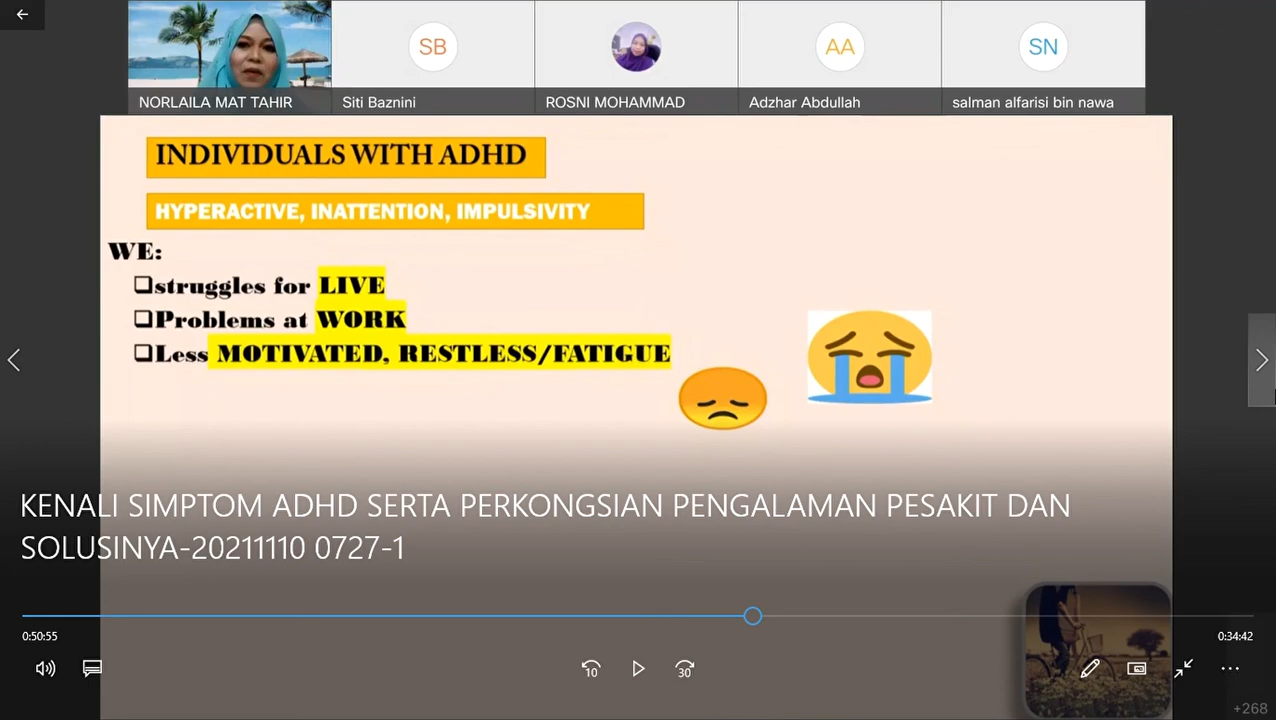 SB
AA
SN
NORLAILA MAT TAHIR
Siti Baznini
ROSNI MOHAMMAD
Adzhar Abdullah
salman alfarisi bin nawa
INDIVIDUALS WITH ADHD
HYPERACTIVE, INATTENTION, IMPULSIVITY
WE:
❑struggles for LIVE
❑Problems at WORK
❑Less MOTIVATED, RESTLESS/FATIGUE
KENALI SIMPTOM ADHD SERTA PERKONGSIAN PENGALAMAN PESAKIT DAN
SOLUSINYA-20211110 0727-1
0:50:55
0:34:42
10
30
+268